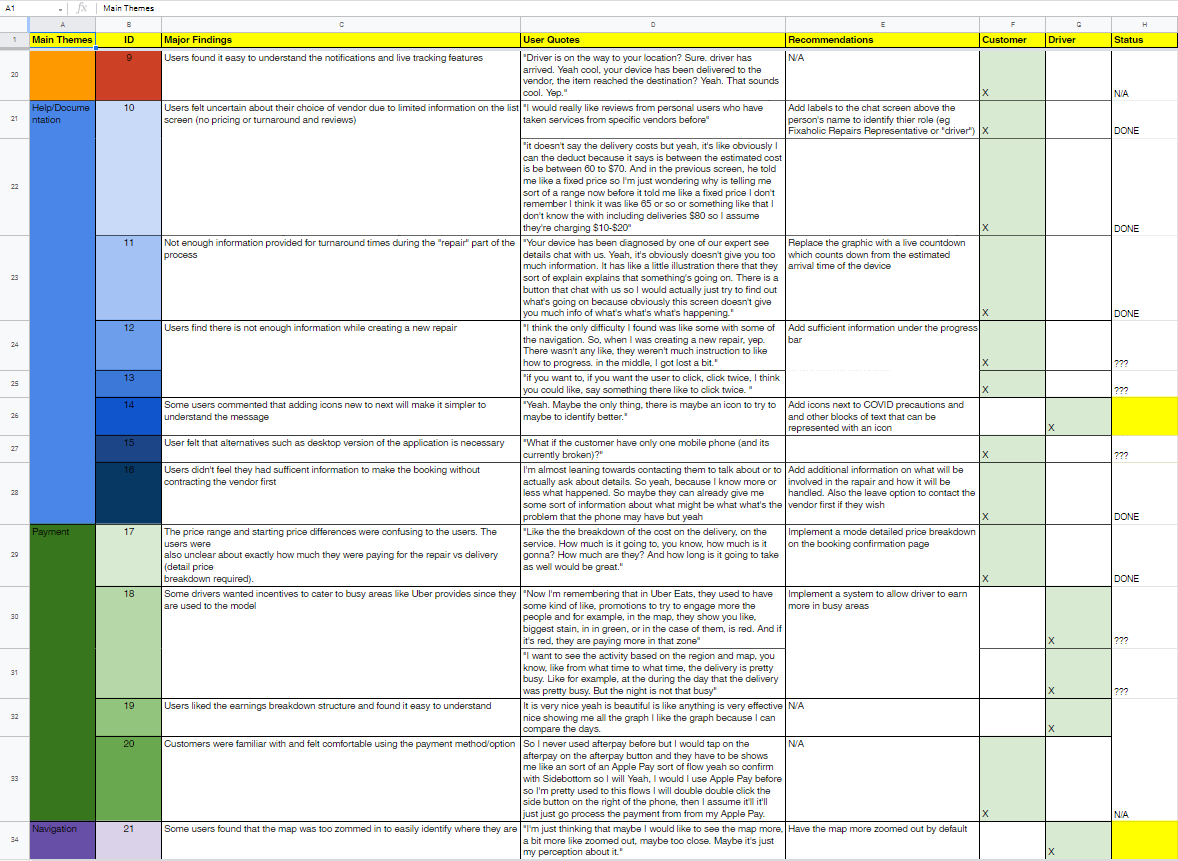 A1 fx Main Themes
A B C D E F G H
1 Main Themes ID Major Findings User Quotes Recommendations Customer Driver Status
20 9 Users found it easy to understand the notifications and live tracking features
"Driver is on the way to your location? Sure. driver has
arrived. Yeah cool, your device has been delivered to the
vendor, the item reached the destination? Yeah. That sounds
cool. Yep."
N/A
X
N/A
21 Help/Docume
ntation
10 Users felt uncertain about their choice of vendor due to limited information on the list
screen (no pricing or turnaround and reviews)
"I would really like reviews from personal users who have
taken services from specific vendors before"
Add labels to the chat screen above the
person's name to identify thier role (eg
Fixaholic Repairs Representative or "driver")
X
DONE
22
"it doesn't say the delivery costs but yeah, it's like obviously I
can the deduct because it says is between the estimated cost
is be between 60 to $70. And in the previous screen, he told
me like a fixed price so I'm just wondering why is telling me
sort of a range now before it told me like a fixed price I don't
remember I think it was like 65 or so or something like that I
don't know the with including deliveries $80 so I assume
they're charging $10-$20"
X
DONE
23 11 Not enough information provided for turnaround times during the "repair" part of the
process
"Your device has been diagnosed by one of our expert see
details chat with us. Yeah, it's obviously doesn't give you too
much information. It has like a little illustration there that they
sort of explain explains that something's going on. There is a
button that chat with us so I would actually just try to find out
what's going on because obviously this screen doesn't give
you much info of what's what's what's happening."
Replace the graphic with a live countdown
which counts down from the estimated
arrival time of the device
X
DONE
24 12 Users find there is not enough information while creating a new repair
"I think the only difficulty I found was like some with some of
the navigation. So, when I was creating a new repair, yep.
There wasn't any like, they weren't much instruction to like
how to progress. in the middle, I got lost a bit."
Add sufficient information under the progress
bar
X
???
25 13
"if you want to, if you want the user to click, click twice, I think
you could like, say something there like to click twice. "
X
???
26 14 Some users commented that adding icons new to next will make it simpler to
understand the message
"Yeah. Maybe the only thing, there is maybe an icon to try to
maybe to identify better."
Add icons next to COVID precautions and
and other blocks of text that can be
represented with an icon
X
27 15 User felt that alternatives such as desktop version of the application is necessary
"What if the customer have only one mobile phone (and its
currently broken)?"
X
???
28 16 Users didn't feel they had sufficent information to make the booking without
contracting the vendor first
I'm almost leaning towards contacting them to talk about or to
actually ask about details. So yeah, because I know more or
less what happened. So maybe they can already give me
some sort of information about what might be what what's the
problem that the phone may have but yeah
Add additional information on what will be
involved in the rapair and how it will be
handled. Also the leave option to contact the
vendor first if they wish
X
DONE
29 Payment 17 The price range and starting price differences were confusing to the users. The
users were
also unclear about exactly how much they were paying for the repair vs delivery
(detail price
breakdown required).
"Like the the breakdown of the cost on the delivery, on the
service. How much is it going to, you know, how much is it
gonna? How much are they? And how long is it going to take
as well would be great."
Implement a mode detailed price breakdown
on the booking confirmation page
X
DONE
30 18 Some drivers wanted incentives to cater to busy areas like Uber provides since they
are used to the model
"Now I'm remembering that in Uber Eats, they used to have
some kind of like, promotions to try to engage more the
people and for example, in the map, they show you like,
biggest stain, in in green, or in the case of them, is red. And if
it's red, they are paying more in that zone"
Implement a system to allow driver to earn
more in busy areas
X
???
31
"I want to see the activity based on the region and map, you
know, like from what time to what time, the delivery is pretty
busy. Like for example, at the during the day that the delivery
was pretty busy. But the night is not that busy"
X
???
32 19 Users liked the earnings breakdown structure and found it easy to understand
It is very nice yeah is beautiful is like anything is very effective
nice showing me all the graph I like the graph because I can
compare the days.
N/A
X
33 20 Customers were familiar with and felt comfortable using the payment method/option
So I never used afterpay before but I would tap on the
afterpay on the afterpay button and they have to be shows
me like an sort of an Apple Pay sort of flow yeah so confirm
with Sidebottom so I will Yeah, I would I use Apple Pay before
so I'm pretty used to this flows I will double double click the
side button on the right of the phone, then I assume it'll it'll
just just go process the payment from from my Apple Pay.
N/A
X
N/A
34 Navigation 21 Some users found that the map was too zommed in to easily identify where they are
"I'm just thinking that maybe I would like to see the map more,
a bit more like zoomed out, maybe too close. Maybe it's just
my perception about it."
Have the map more zoomed out by default
X